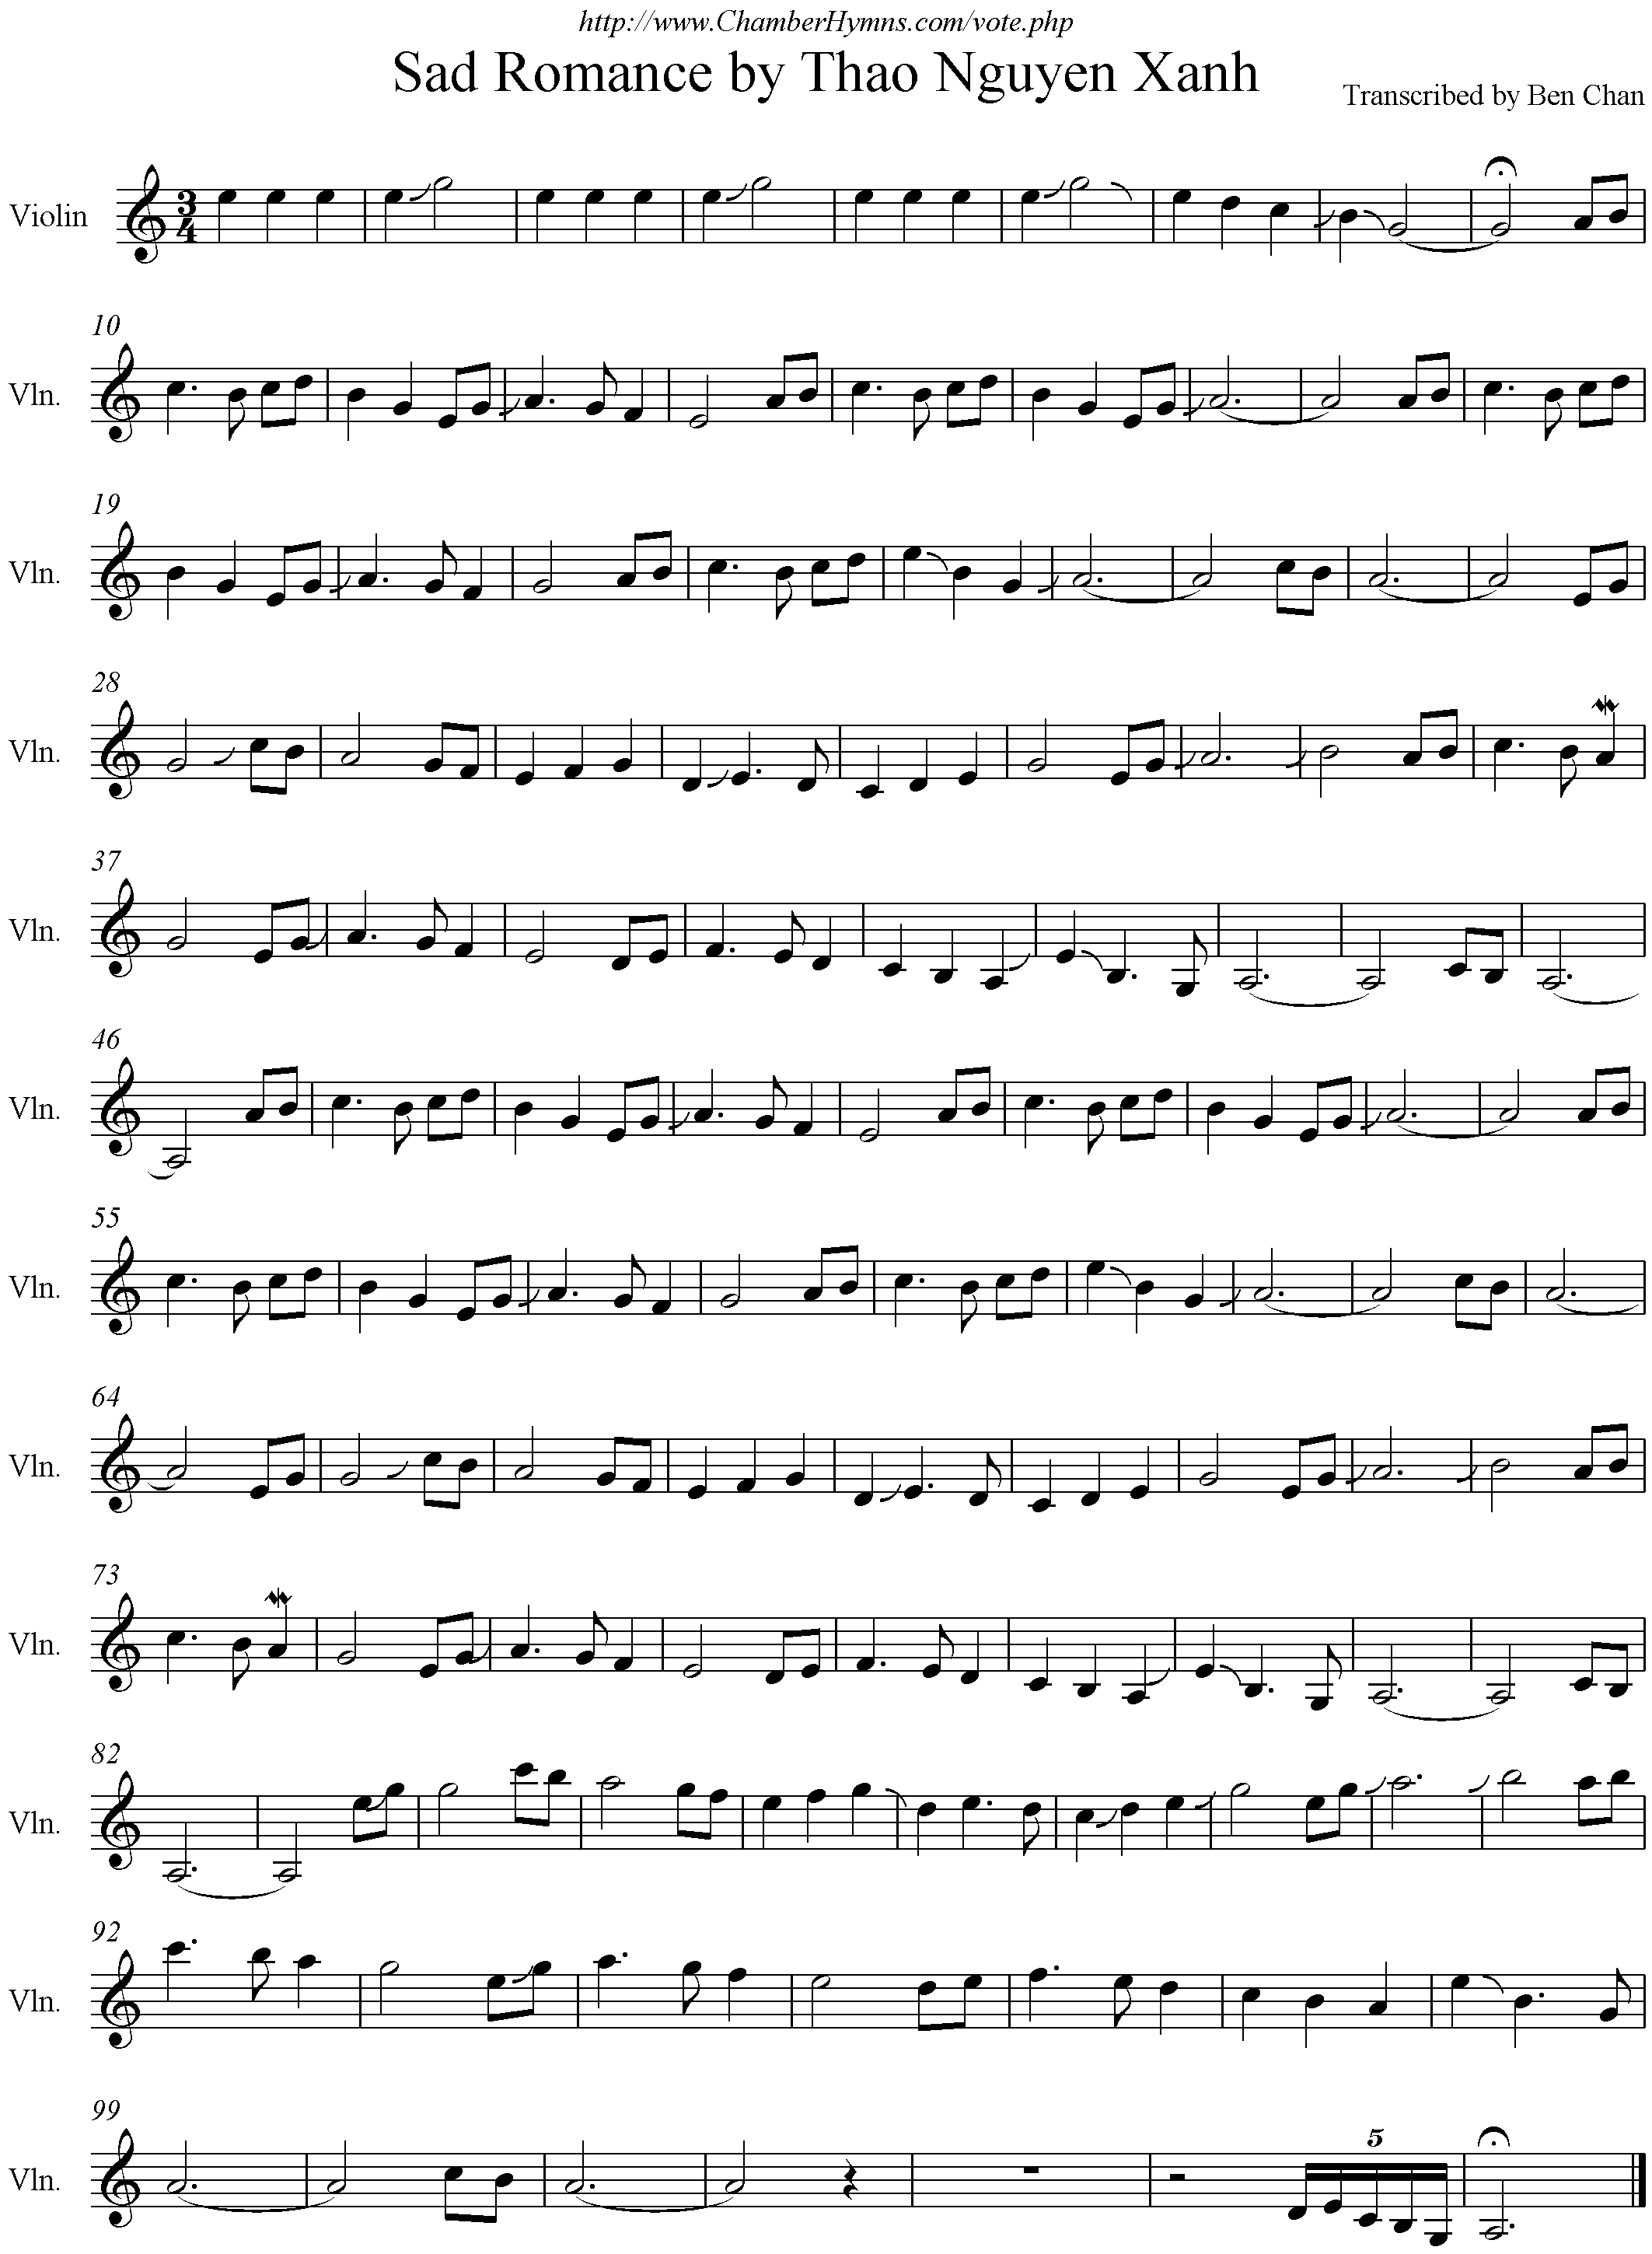 http://www.ChamberHymns.com/vote.php
Sad Romance by Thao Nguyen Xanh
Transcribed by Ben Chan
Violin
3
4
10
Vln.
19
Vln.
28
Vln.
37
Vln.
46
Vln.
55
Vln.
64
Vln.
73
Vln.
82
Vln.
92
Vln.
99
5
Vln.